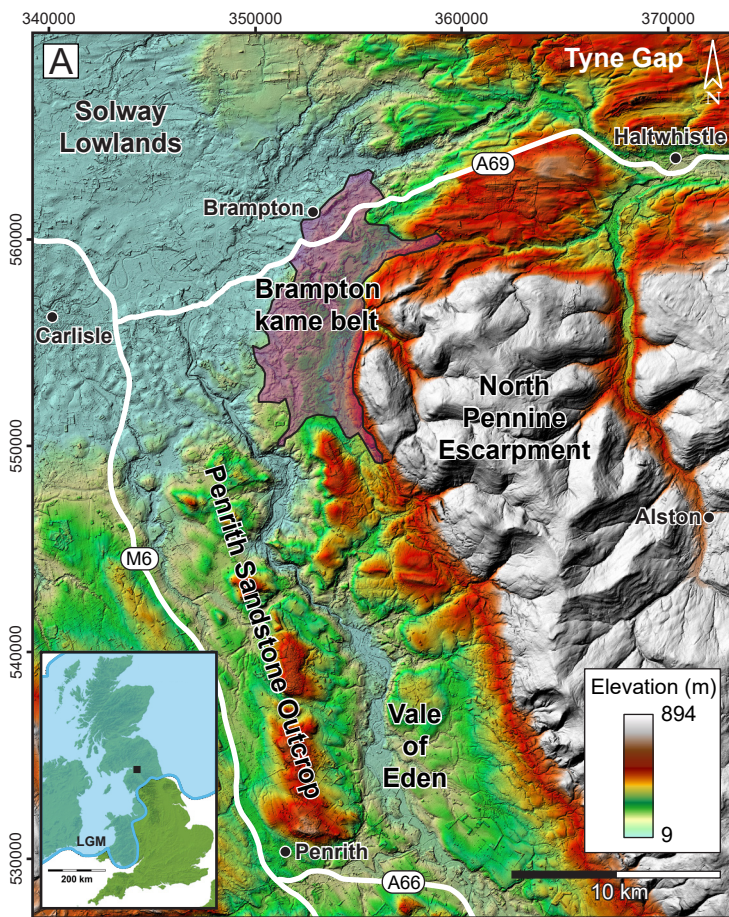 340000
350000
360000
370000
A
Tyne Gap
N
Solway
Lowlands
Haltwhistle
A69
Brampton
560000
Brampton
kame belt
Carlisle
North
Pennine
Escarpment
550000
Penrith Sandstone Outcrop
Alston
M6
540000
Vale
of
Eden
Elevation (m)
894
9
LGM
200 km
530000
Penrith
A66
10 km